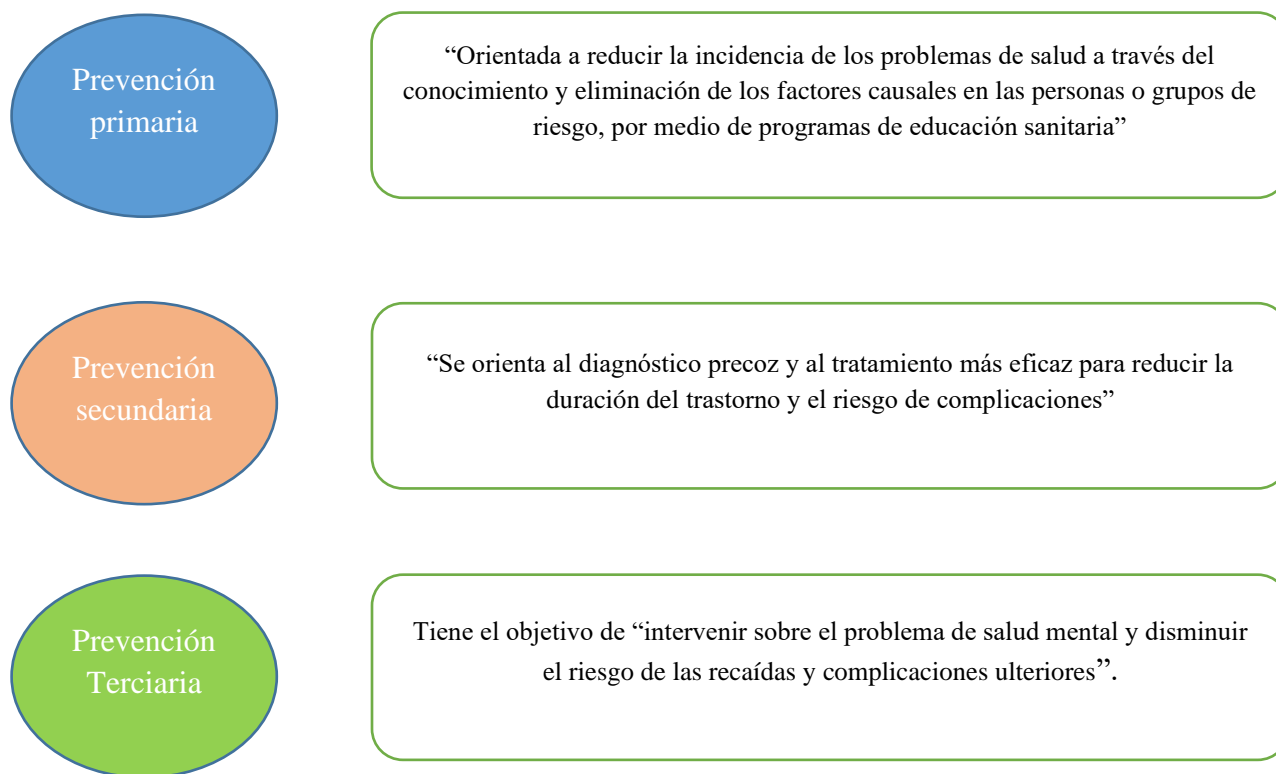 Prevención
primaria
“Orientada a reducir la incidencia de los problemas de salud a través del
conocimiento y eliminación de los factores causales en las personas o grupos de
riesgo, por medio de programas de educación sanitaria”
Prevención
secundaria
“Se orienta al diagnóstico precoz y al tratamiento más eficaz para reducir la
duración del trastorno y el riesgo de complicaciones”
Prevención
Terciaria
Tiene el objetivo de “intervenir sobre el problema de salud mental y disminuir
el riesgo de las recaídas y complicaciones ulteriores”.